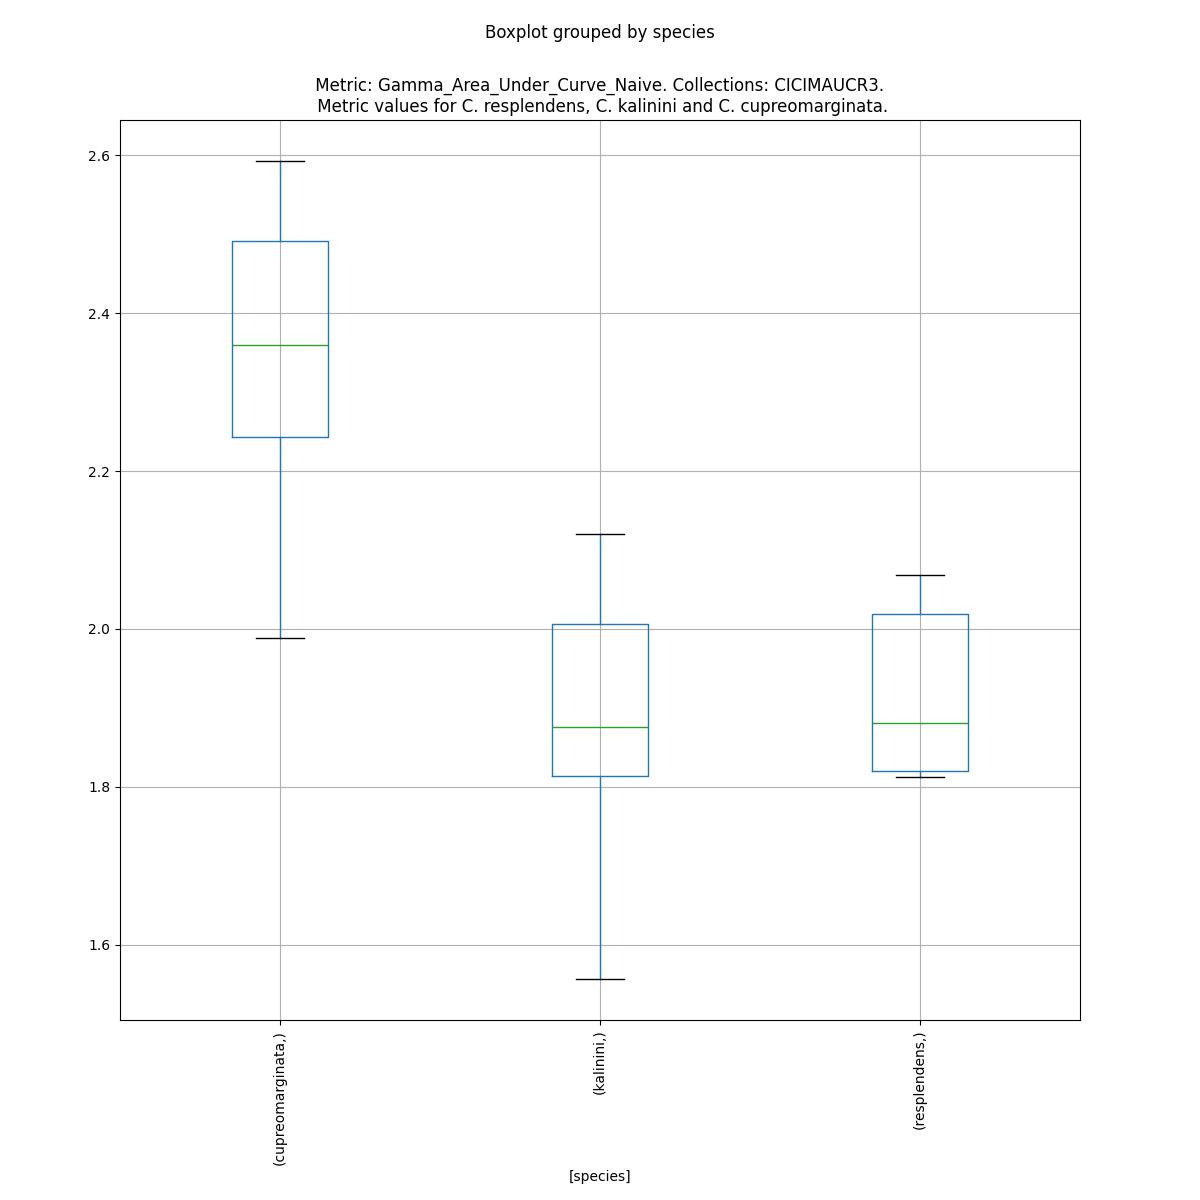 Boxplot grouped by species
Metric: Gamma_Area_Under_Curve_Naive. Collections: CICIMAUCR3.
Metric values for C. resplendens, C. kalinini and C. cupreomarginata.
2.6
2.4
2.2
2.0
1.8
1.6
(cupreomarginata,)
(kalinini,)
(resplendens,)
[species]